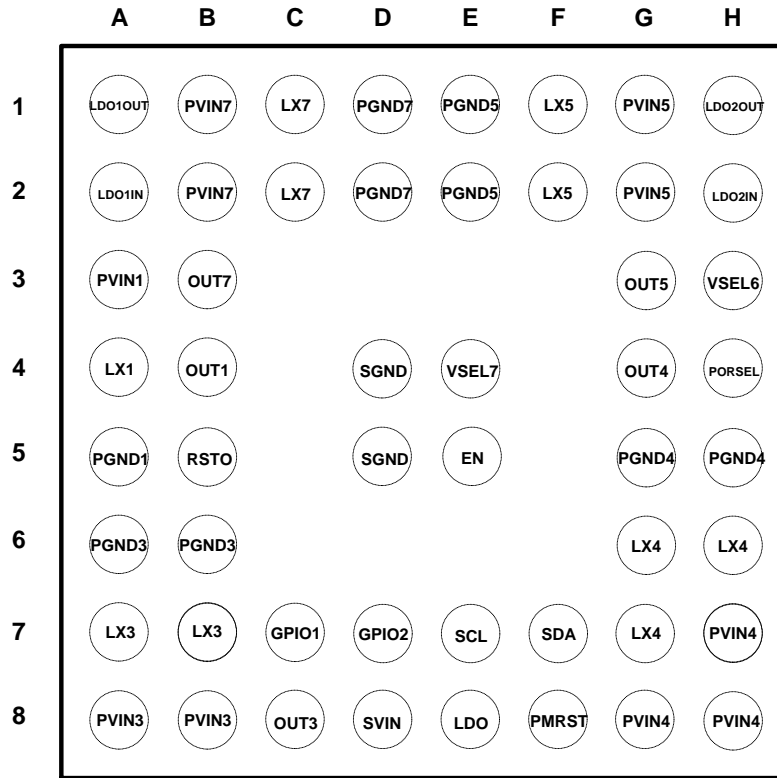 A B C D E F G H
1 LDO1OUT PVIN7 LX7 PGND7 PGND5 LX5 PVIN5 LDO2OUT
2 LDO1IN PVIN7 LX7 PGND7 PGND5 LX5 PVIN5 LDO2IN
3 PVIN1 OUT7 OUT5 VSEL6
4 LX1 OUT1 SGND VSEL7 OUT4 PORSEL
5 PGND1 RSTO SGND EN PGND4 PGND4
6 PGND3 PGND3 LX4 LX4
7 LX3 LX3 GPIO1 GPIO2 SCL SDA LX4 PVIN4
8 PVIN3 PVIN3 OUT3 SVIN LDO PMRST PVIN4 PVIN4